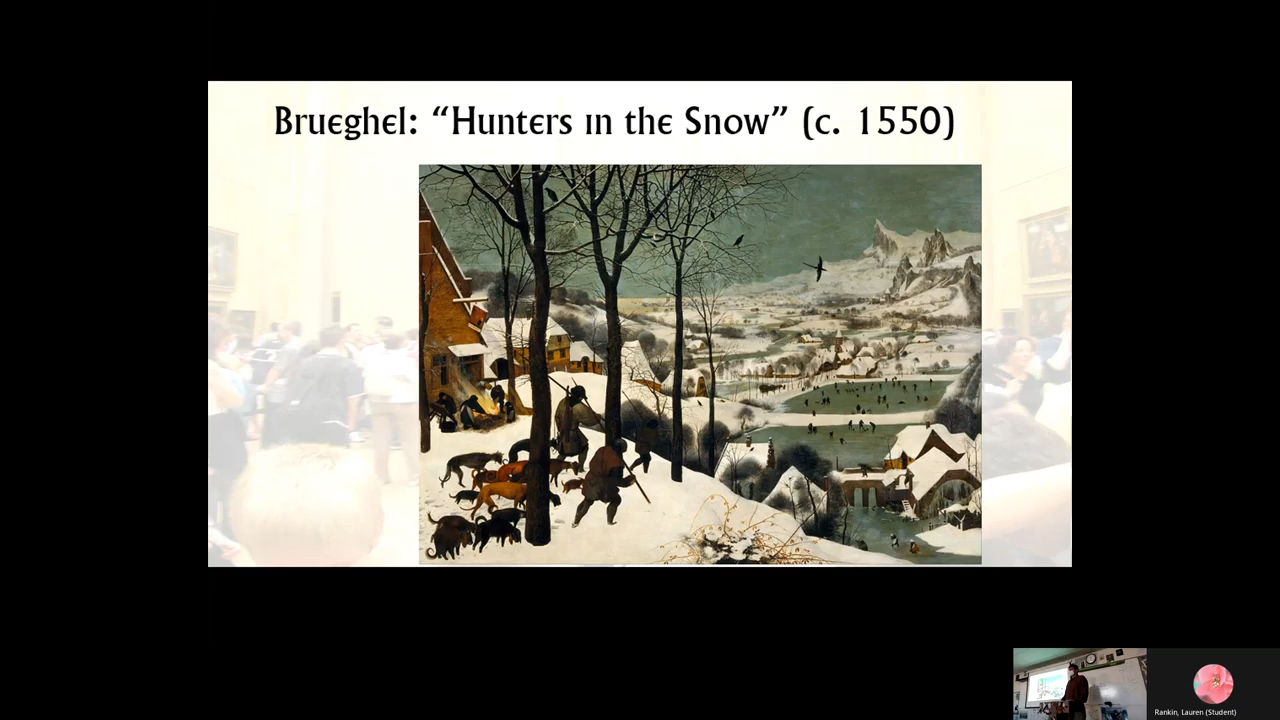 Brueghel: “Hunters in the Snow” (c. 1550)
Rankin, Lauren (Student)